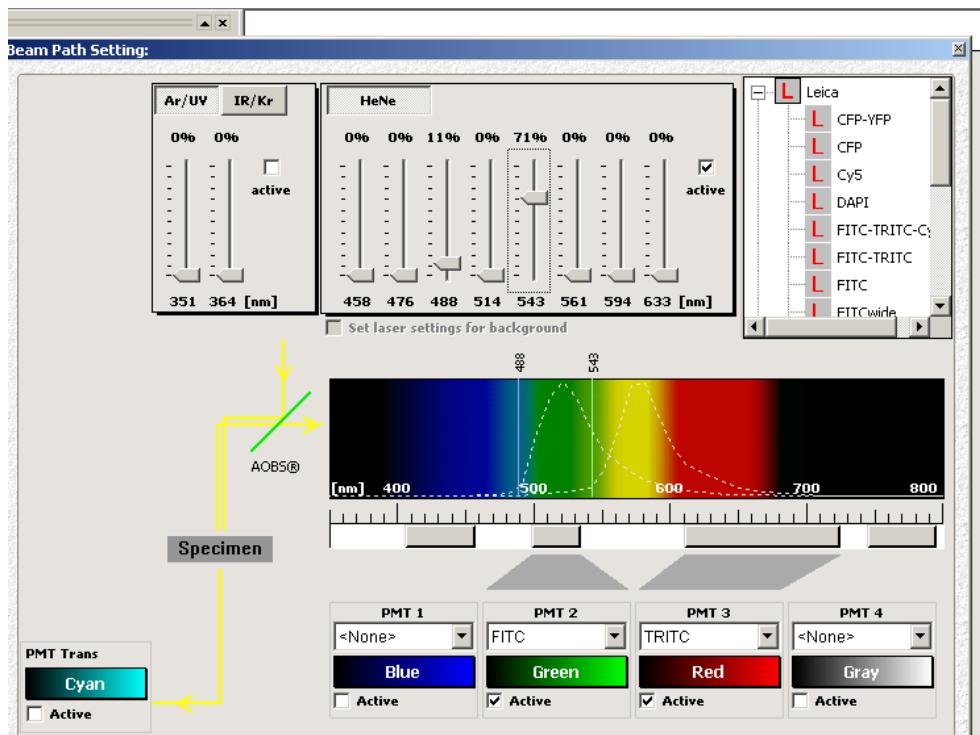 Beam Path Setting:
Ar/UV IR/Kr HeNe
0% 0% 0% 0% 11% 0% 71% 0% 0% 0%
active active
351 364 [nm] 458 476 488 514 543 561 594 633 [nm]
Set laser settings for background
Leica
CFP-YFP
CFP
Cy5
DAPI
FITC-TRITC-Cy
FITC-TRITC
FITC
FITCwide
488 543
AOBS®
[nm] 400 500 600 700 800
Specimen
PMT 1 PMT 2 PMT 3 PMT 4
<None> FITC TRITC <None>
Blue Green Red Gray
Active Active Active Active
PMT Trans
Cyan
Active